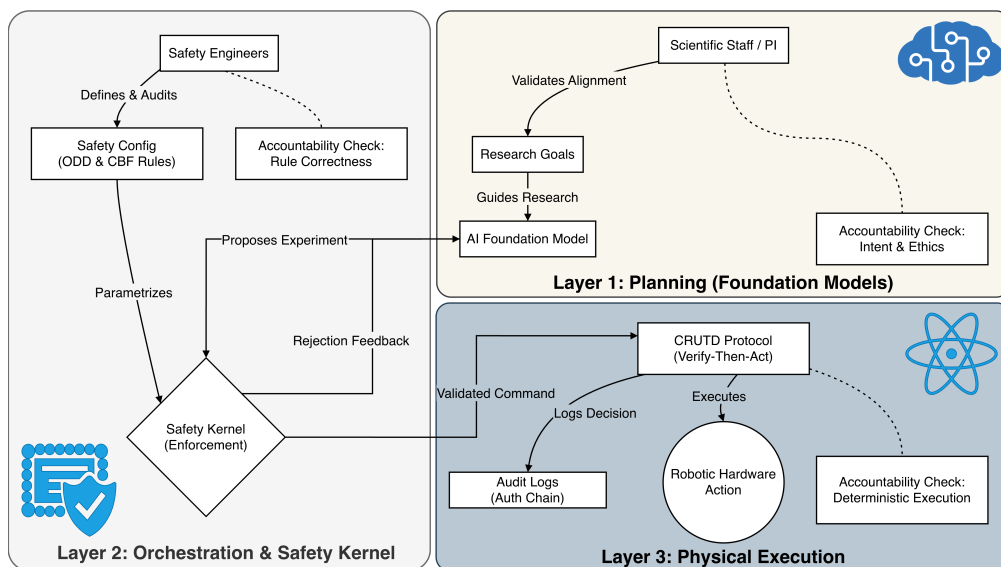 Safety Engineers
Defines & Audits
Safety Config
(ODD & CBF Rules)
Accountability Check:
Rule Correctness
Proposes Experiment
Parametrizes
Rejection Feedback
Safety Kernel
(Enforcement)
Layer 2: Orchestration & Safety Kernel
Scientific Staff / PI
Validates Alignment
Research Goals
Guides Research
AI Foundation Model
Accountability Check:
Intent & Ethics
Layer 1: Planning (Foundation Models)
CRUTD Protocol
(Verify-Then-Act)
Validated Command
Logs Decision
Executes
Audit Logs
(Auth Chain)
Robotic Hardware
Action
Accountability Check:
Deterministic Execution
Layer 3: Physical Execution